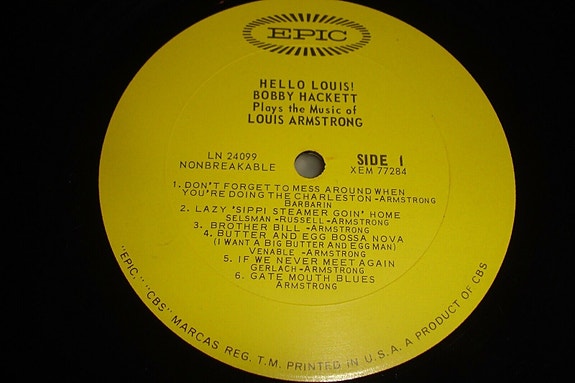 EPIC
HELLO LOUIS!
BOBBY HACKETT
Plays the Music of
LOUIS ARMSTRONG
LN 24099
NONBREAKABLE
SIDE 1
XEM 77284
1. DON'T FORGET TO MESS AROUND WHEN
YOU'RE DOING THE CHARLESTON -ARMSTRONG
BARBARIN
2. LAZY 'SIPPI STEAMER GOIN' HOME
SELSMAN -RUSSELL -ARMSTRONG
3. BROTHER BILL -ARMSTRONG
4. BUTTER AND EGG BOSSA NOVA
(I WANT A BIG BUTTER AND EGG MAN)
VENABLE -ARMSTRONG
5. IF WE NEVER MEET AGAIN
GERLACH -ARMSTRONG
6. GATE MOUTH BLUES
ARMSTRONG
"EPIC," "CBS" MARCAS REG. T.M. PRINTED IN U.S.A. A PRODUCT OF CBS